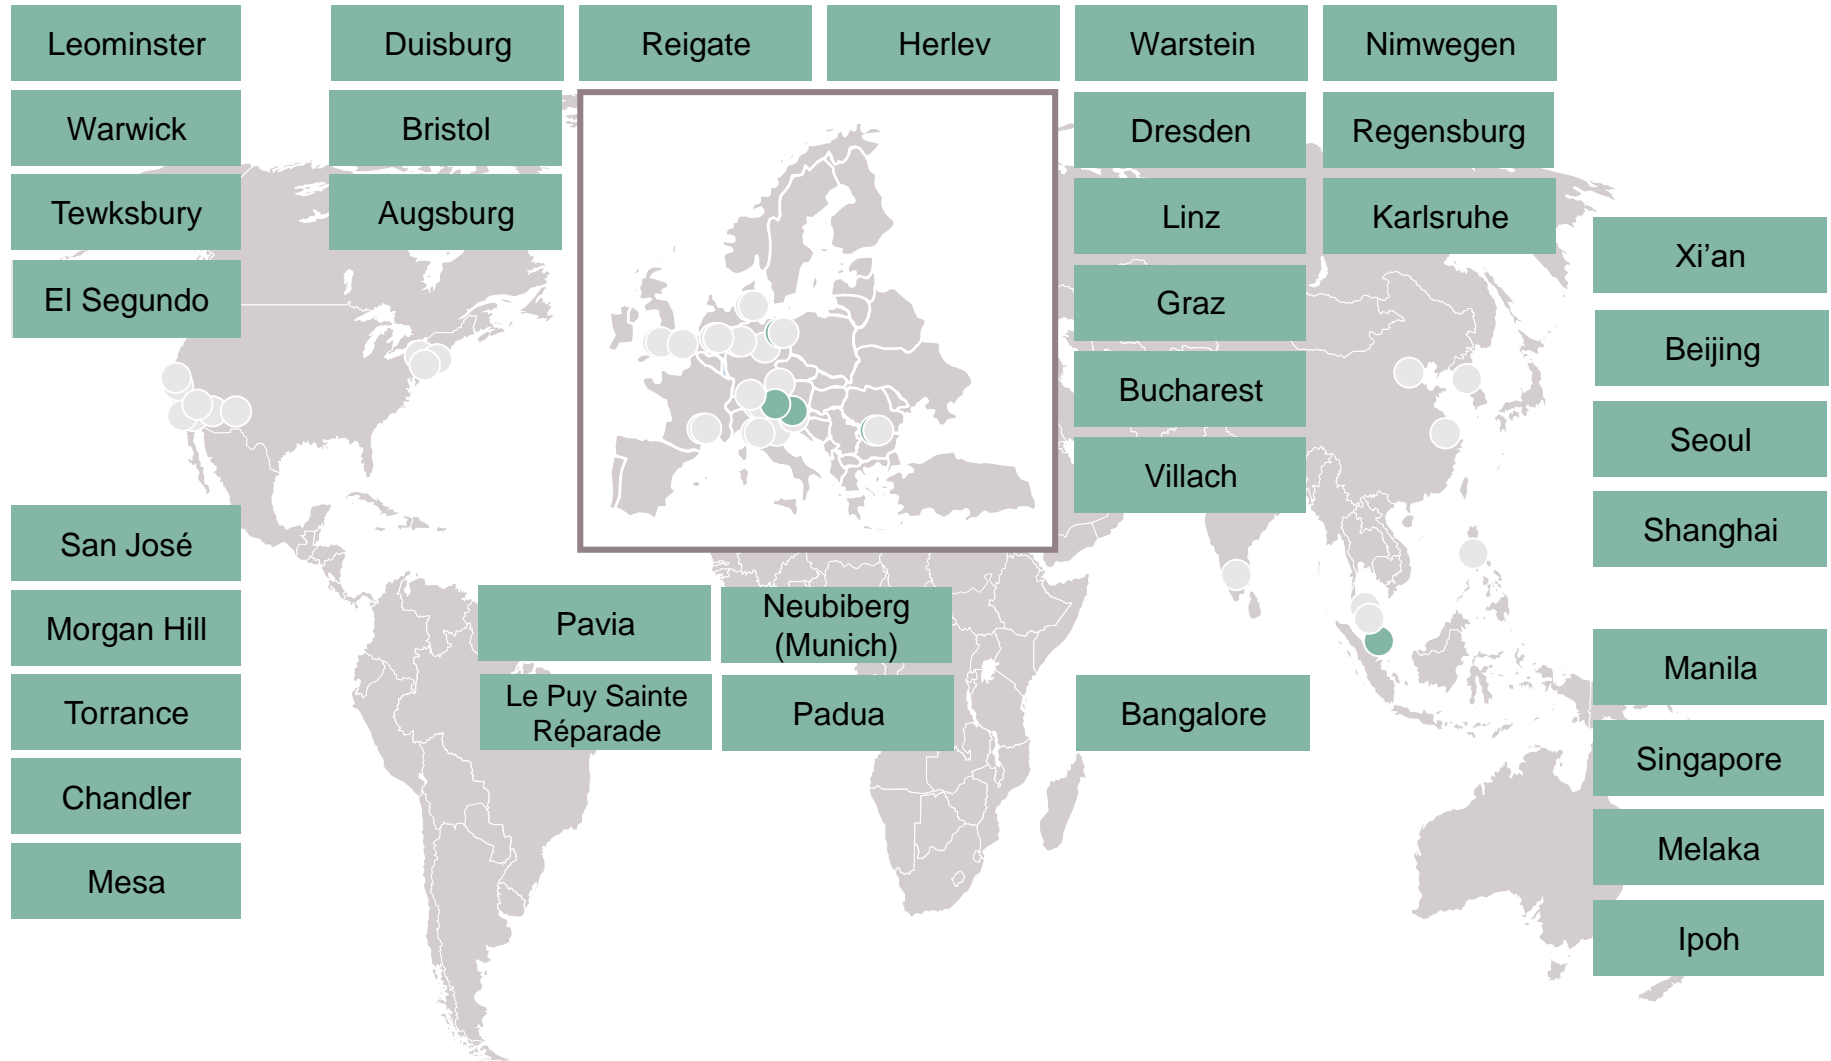 Leominster
Duisburg
Reigate
Herlev
Warstein
Nimwegen
Warwick
Bristol
Dresden
Regensburg
Tewksbury
Augsburg
Linz
Karlsruhe
Xi’an
El Segundo
Graz
Beijing
Bucharest
Seoul
Villach
Shanghai
San José
Morgan Hill
Pavia
Neubiberg
(Munich)
Manila
Torrance
Le Puy Sainte
Réparade
Padua
Bangalore
Singapore
Chandler
Melaka
Mesa
Ipoh